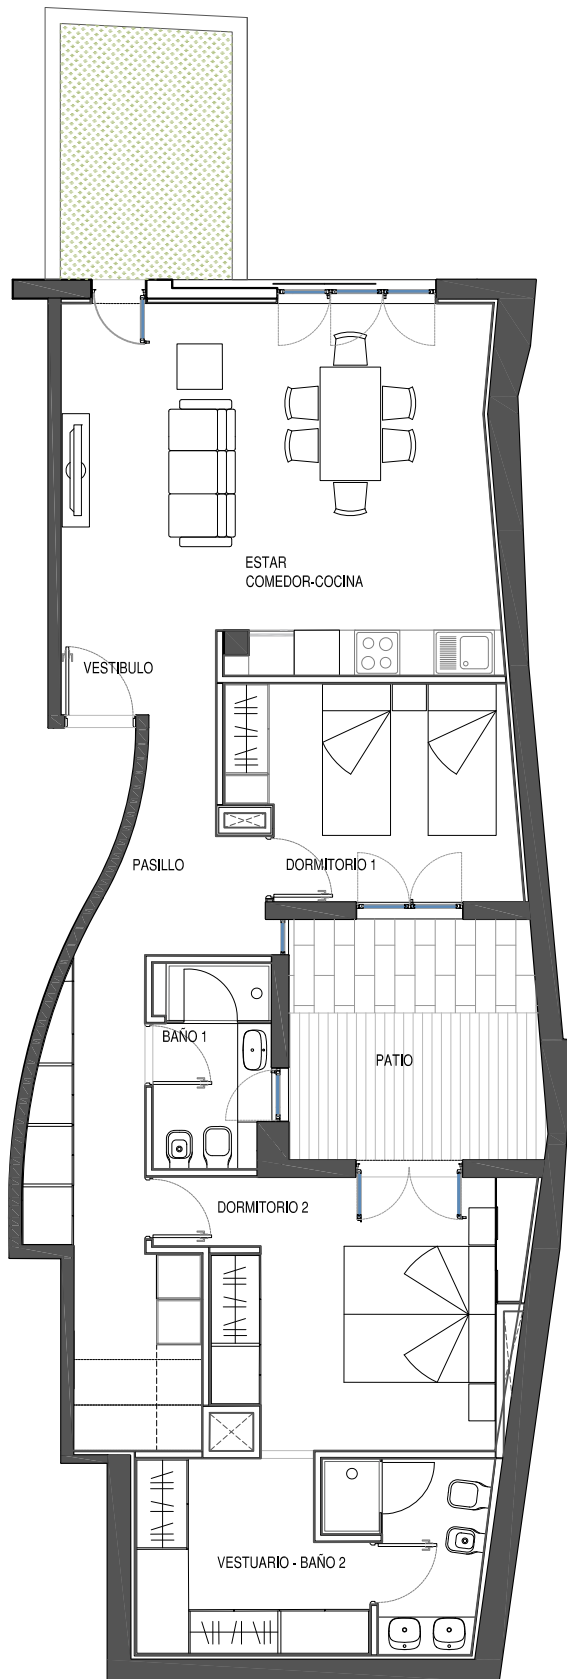 ESTAR
COMEDOR-COCINA
VESTIBULO
PASILLO
DORMITORIO 1
BAÑO 1
PATIO
DORMITORIO 2
VESTUARIO - BAÑO 2